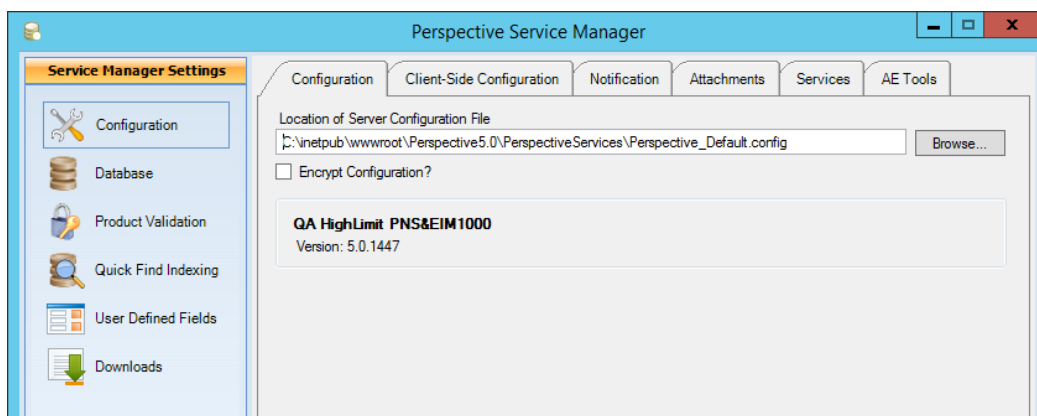 Perspective Service Manager
Service Manager Settings
Configuration
Database
Product Validation
Quick Find Indexing
User Defined Fields
Downloads
Configuration Client-Side Configuration Notification Attachments Services AE Tools
Location of Server Configuration File
C:\inetpub\wwwroot\Perspective5.0\PerspectiveServices\Perspective_Default.config Browse...
Encrypt Configuration?
QA HighLimit PNS&EIM1000
Version: 5.0.1447